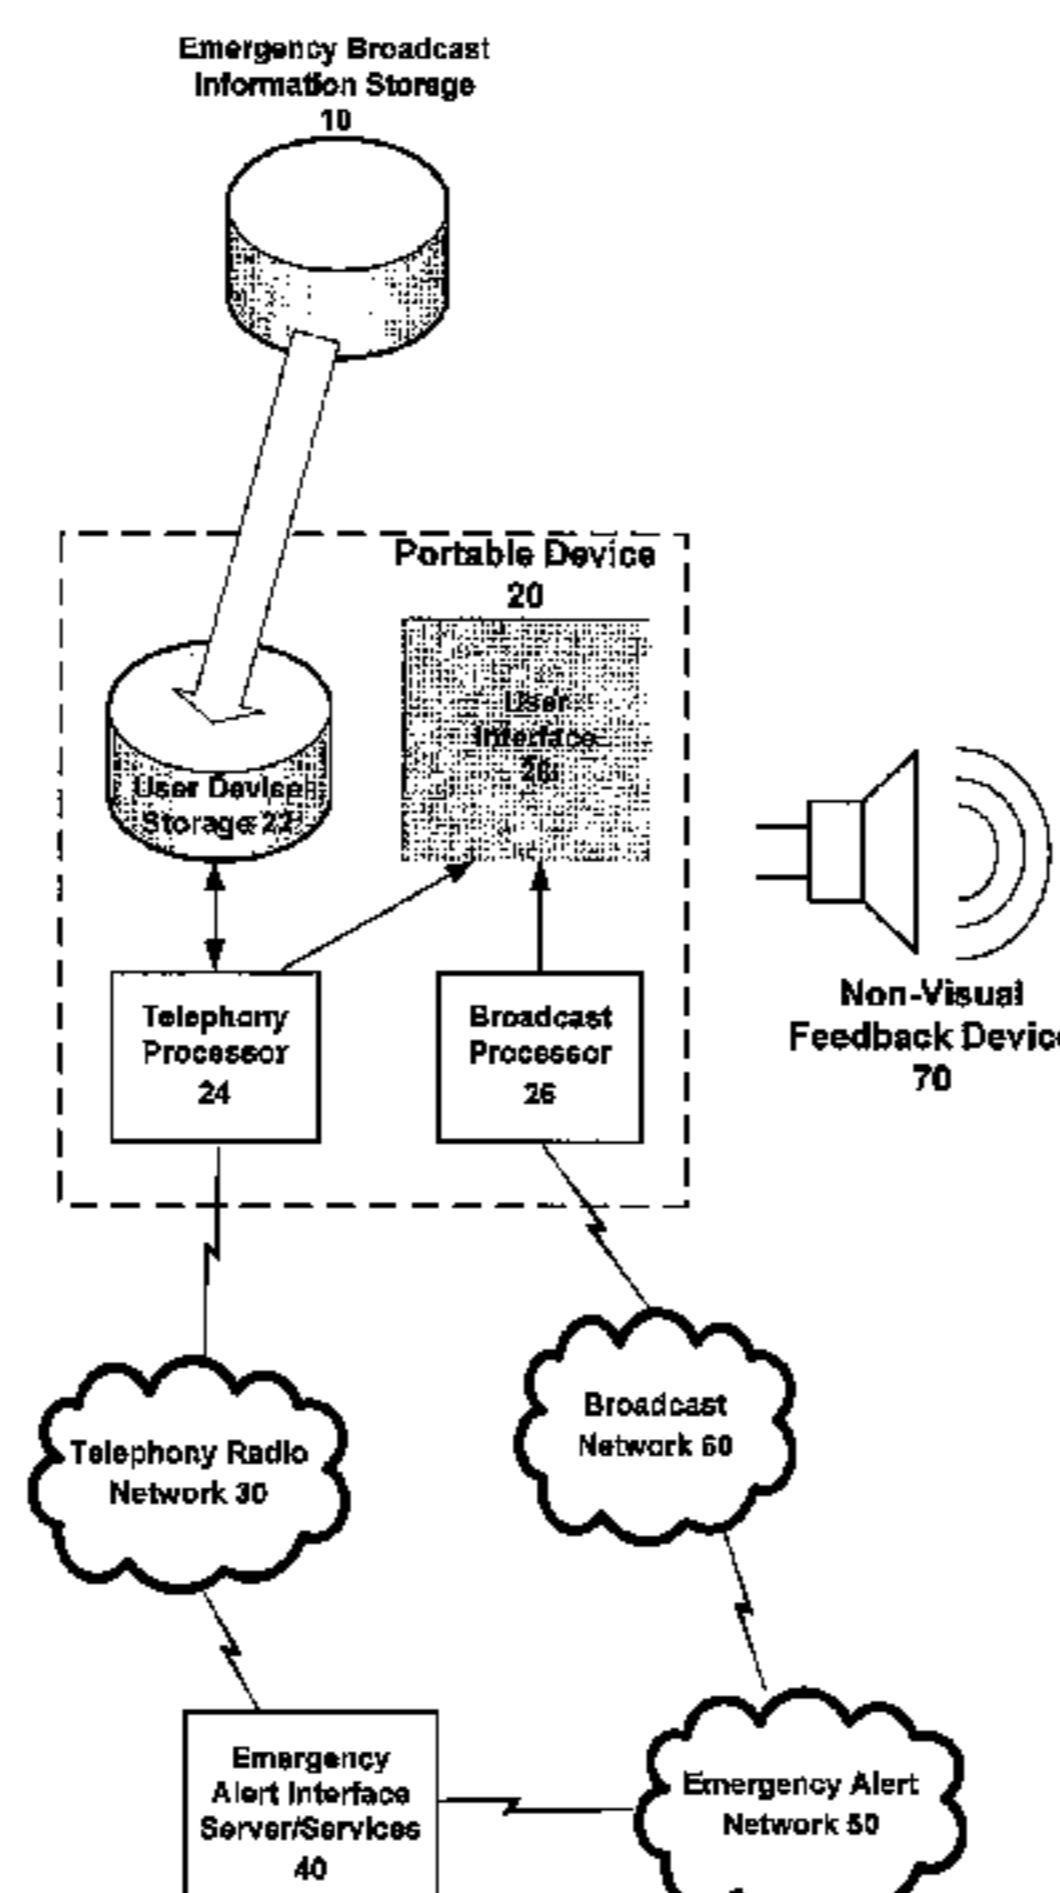 Emergency Broadcast
Information Storage
10
Portable Device
20
User
Interface
28
User Device
Storage 22
Telephony
Processor
24
Broadcast
Processor
26
Non-Visual
Feedback Device
70
Telephony Radio
Network 30
Broadcast
Network 60
Emergency
Alert Interface
Server/Services
40
Emergency Alert
Network 50